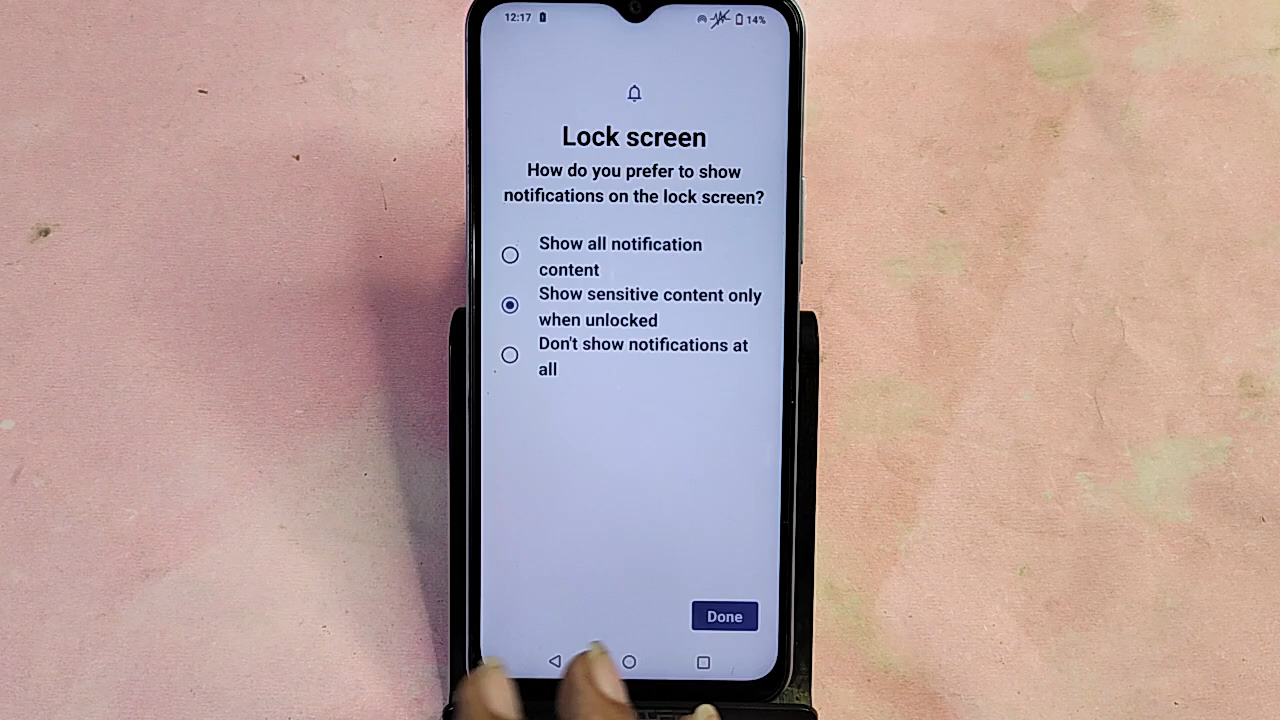 12:17 14%
Lock screen
How do you prefer to show
notifications on the lock screen?
Show all notification
content
Show sensitive content only
when unlocked
Don't show notifications at
all
Done